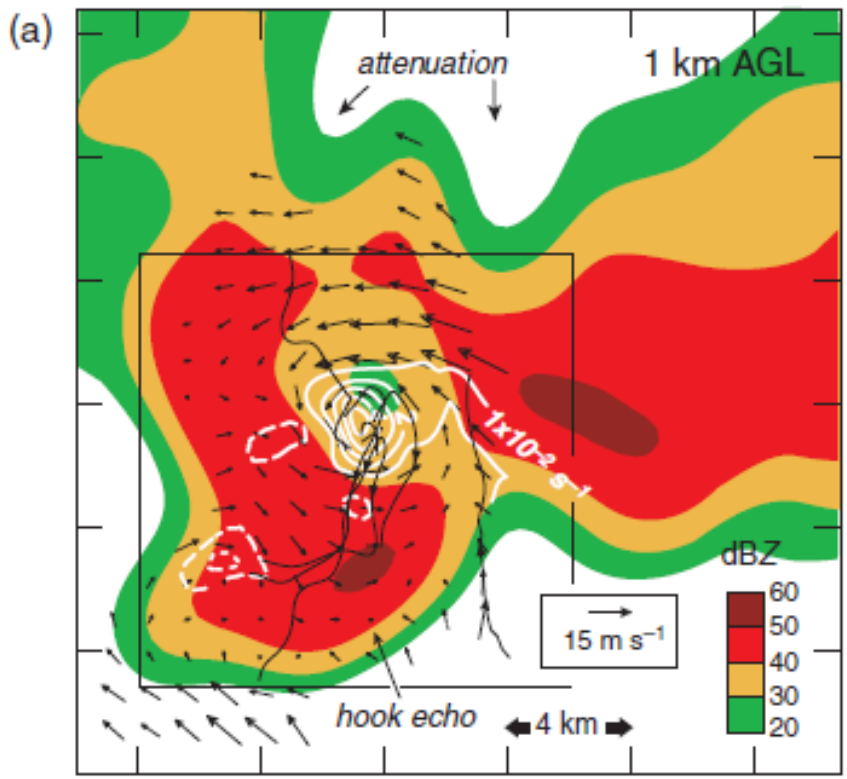 (a)
attenuation
1 km AGL
1x10⁻² s⁻¹
dBZ
60
50
40
30
20
15 m s⁻¹
hook echo
4 km